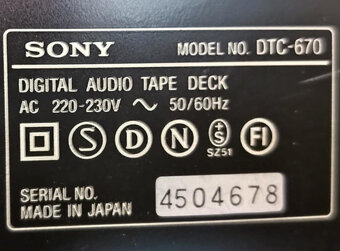 SONY MODEL NO. DTC-670
DIGITAL AUDIO TAPE DECK
AC 220-230V ~ 50/60Hz
S D N +S FI
SZ51
SERIAL NO. 4504678
MADE IN JAPAN